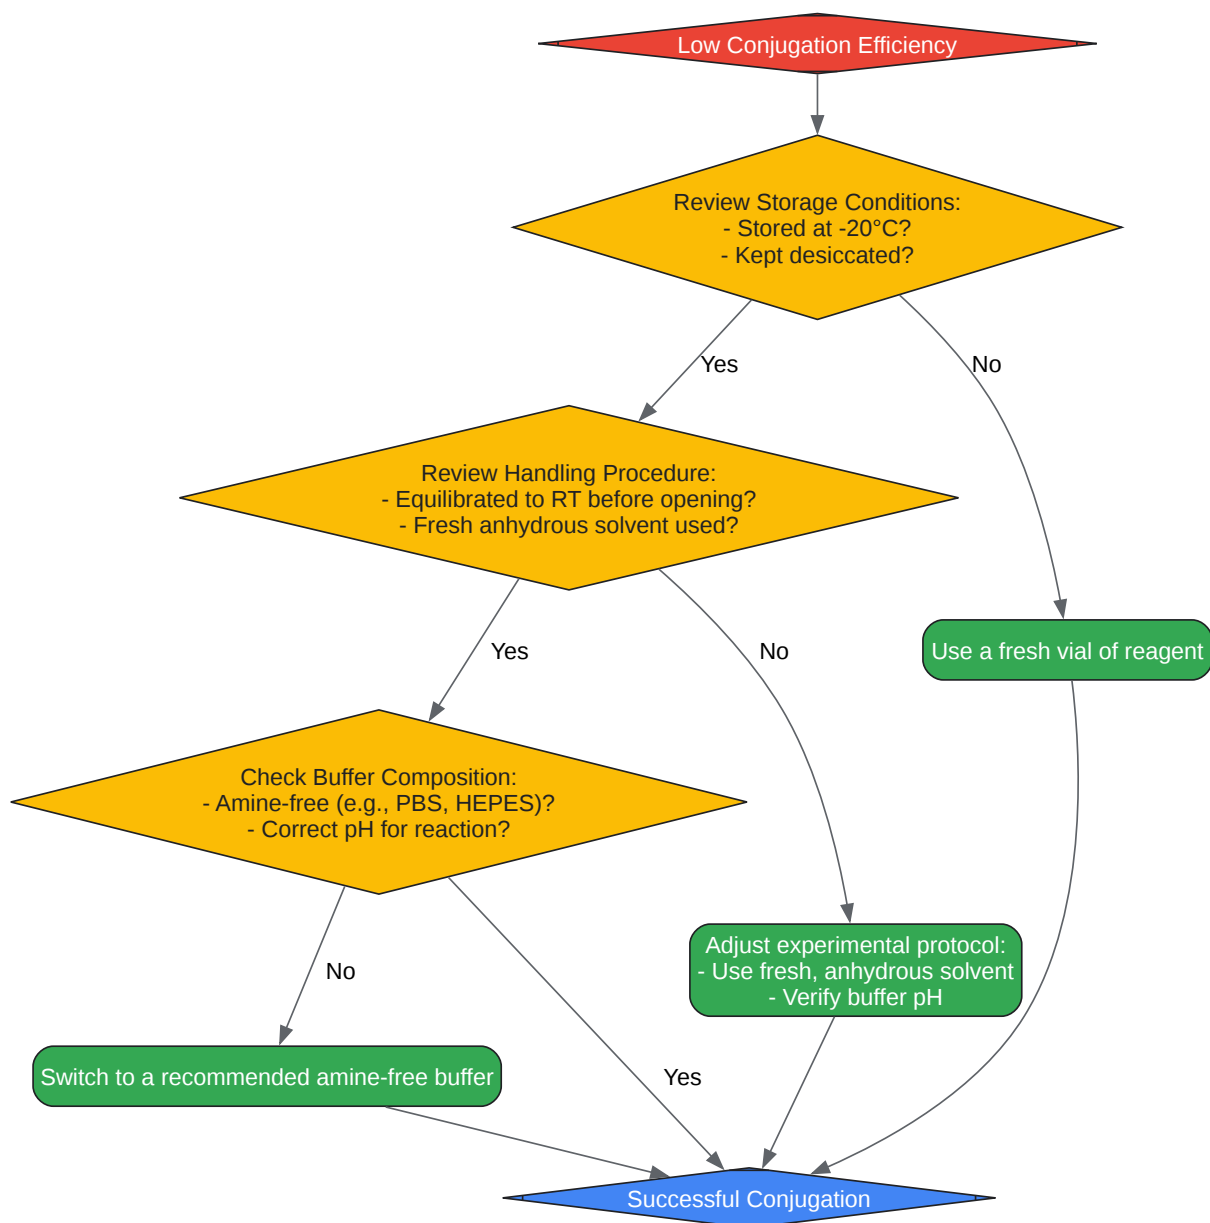 Low Conjugation Efficiency
Review Storage Conditions:
- Stored at -20°C?
- Kept desiccated?
Yes
No
Review Handling Procedure:
- Equilibrated to RT before opening?
- Fresh anhydrous solvent used?
Yes
No
Use a fresh vial of reagent
Check Buffer Composition:
- Amine-free (e.g., PBS, HEPES)?
- Correct pH for reaction?
No
Adjust experimental protocol:
- Use fresh, anhydrous solvent
- Verify buffer pH
Switch to a recommended amine-free buffer
Yes
Successful Conjugation